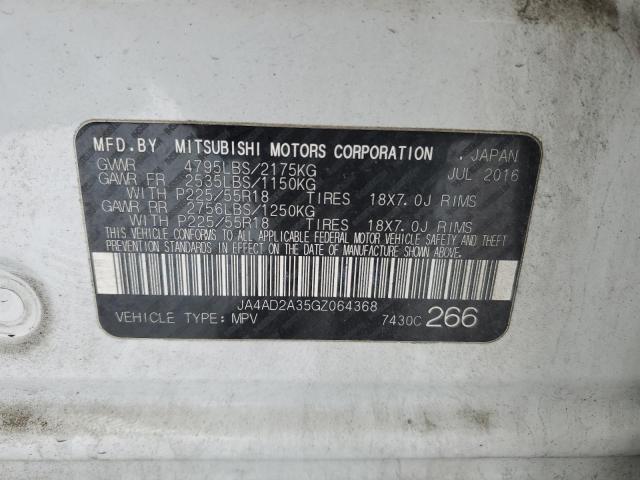 MFD.BY MITSUBISHI MOTORS CORPORATION , JAPAN
GVWR 4795LBS/2175KG JUL 2016
GAWR FR 2535LBS/1150KG
WITH P225/55R18 TIRES 18X7.0J RIMS
GAWR RR 2756LBS/1250KG
WITH P225/55R18 TIRES 18X7.0J RIMS
THIS VEHICLE CONFORMS TO ALL APPLICABLE FEDERAL MOTOR VEHICLE SAFETY AND THEFT
PREVENTION STANDARDS IN EFFECT ON THE DATE OF MANUFACTURE SHOWN ABOVE.
JA4AD2A35GZ064368
VEHICLE TYPE: MPV 7430C 266